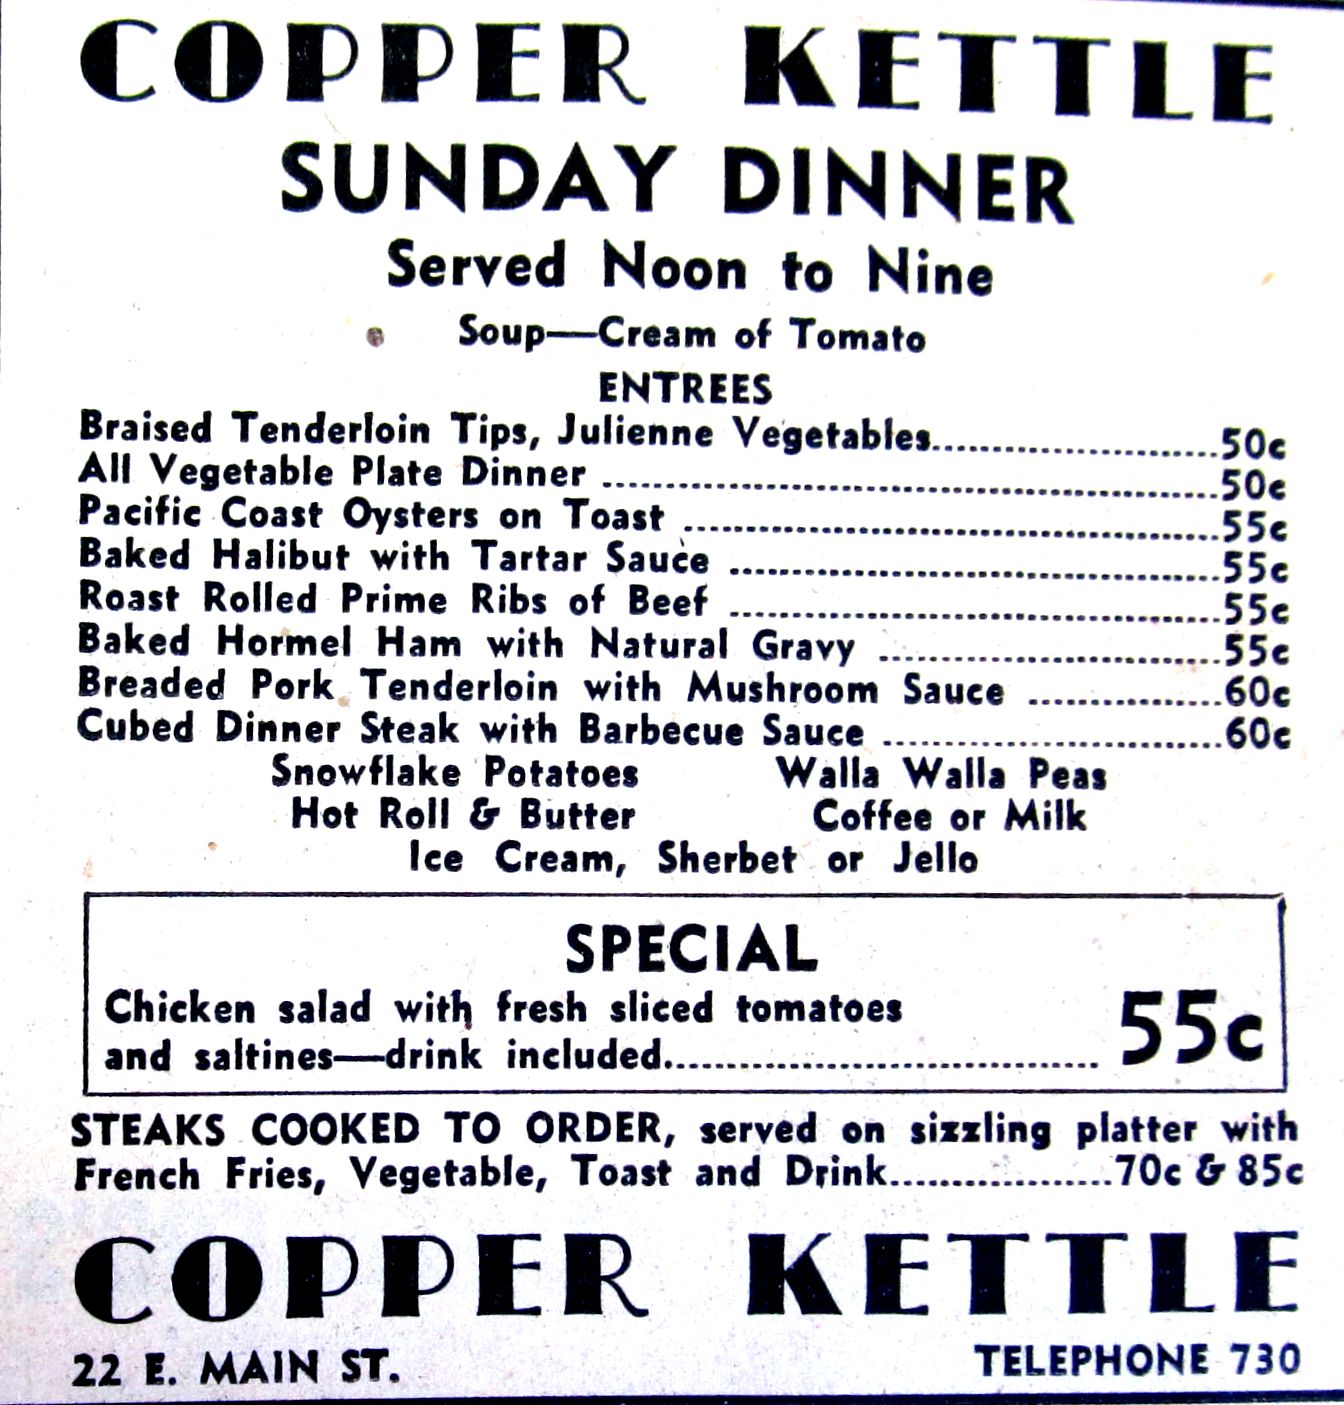 COPPER KETTLE
SUNDAY DINNER
Served Noon to Nine
Soup—Cream of Tomato
ENTREES
Braised Tenderloin Tips, Julienne Vegetables............................50c
All Vegetable Plate Dinner ............................................................50c
Pacific Coast Oysters on Toast ....................................................55c
Baked Halibut with Tartar Sauce ................................................55c
Roast Rolled Prime Ribs of Beef ................................................55c
Baked Hormel Ham with Natural Gravy .................................55c
Breaded Pork Tenderloin with Mushroom Sauce ...................60c
Cubed Dinner Steak with Barbecue Sauce .................................60c
Snowflake Potatoes Walla Walla Peas
Hot Roll & Butter Coffee or Milk
Ice Cream, Sherbet or Jello
SPECIAL
Chicken salad with fresh sliced tomatoes
and saltines—drink included.......................................... 55c
STEAKS COOKED TO ORDER, served on sizzling platter with
French Fries, Vegetable, Toast and Drink......................70c & 85c
COPPER KETTLE
22 E. MAIN ST. TELEPHONE 730